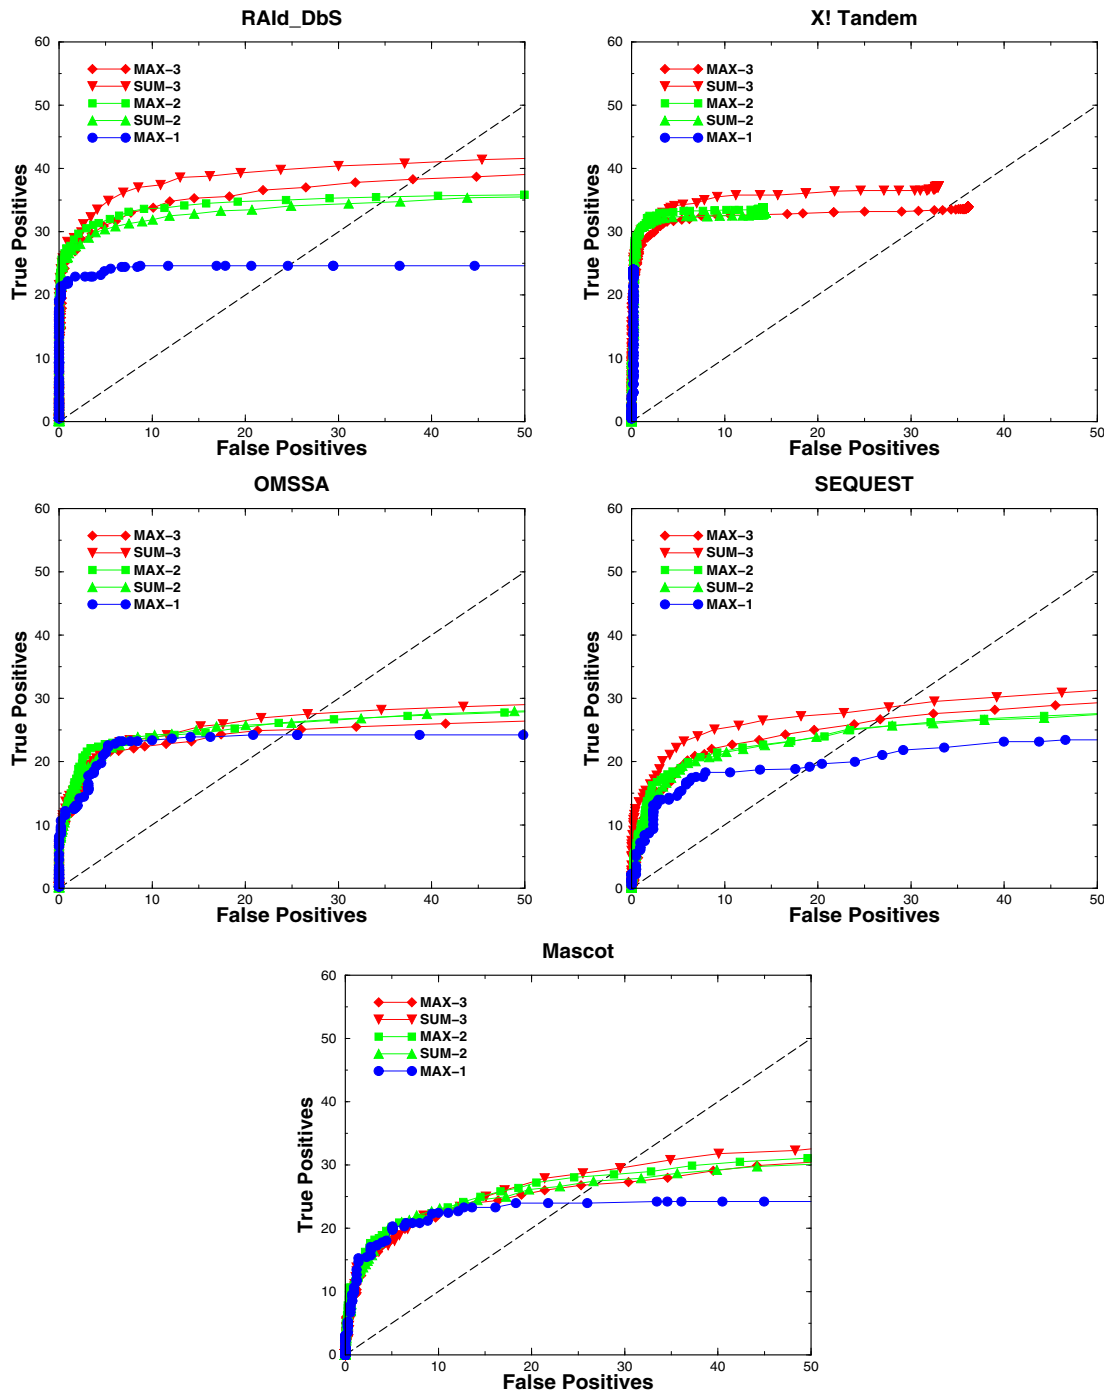 RAId_DbS
60
50
40
30
20
10
0
True Positives
MAX-3
SUM-3
MAX-2
SUM-2
MAX-1
0 10 20 30 40 50
False Positives
X! Tandem
60
50
40
30
20
10
0
True Positives
MAX-3
SUM-3
MAX-2
SUM-2
MAX-1
0 10 20 30 40 50
False Positives
OMSSA
60
50
40
30
20
10
0
True Positives
MAX-3
SUM-3
MAX-2
SUM-2
MAX-1
0 10 20 30 40 50
False Positives
SEQUEST
60
50
40
30
20
10
0
True Positives
MAX-3
SUM-3
MAX-2
SUM-2
MAX-1
0 10 20 30 40 50
False Positives
Mascot
60
50
40
30
20
10
0
True Positives
MAX-3
SUM-3
MAX-2
SUM-2
MAX-1
0 10 20 30 40 50
False Positives